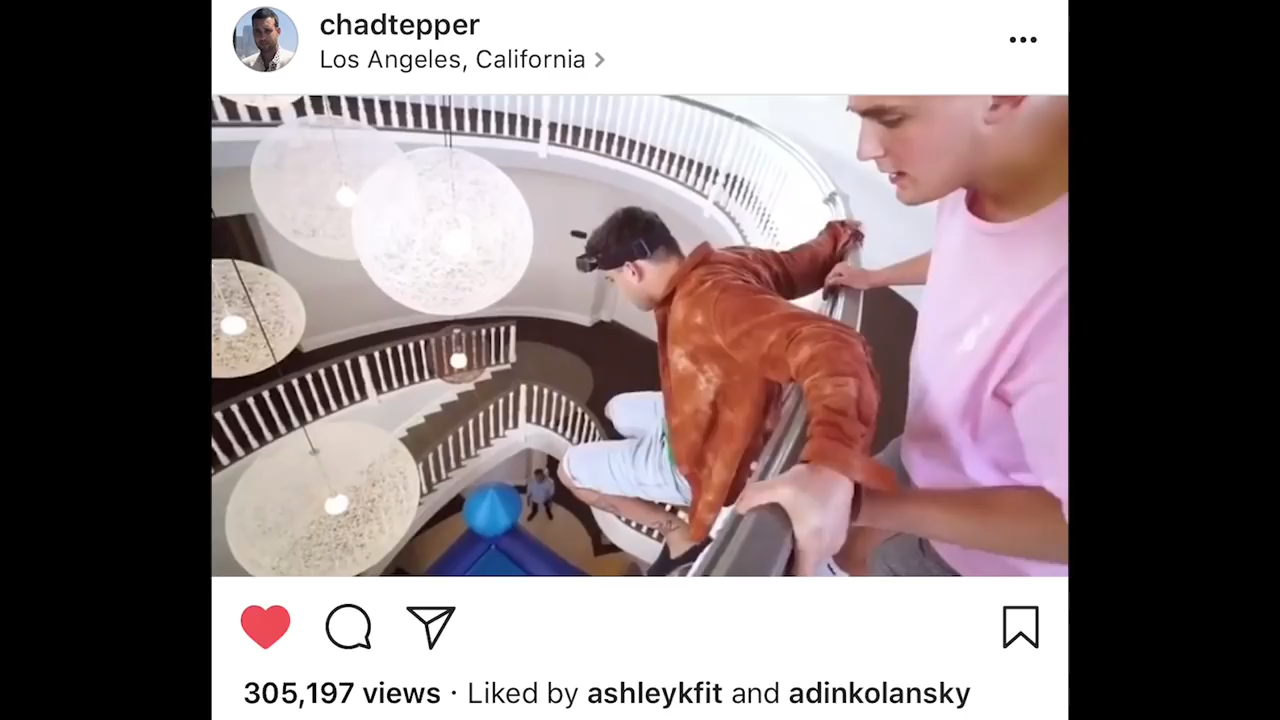 chadtepper
Los Angeles, California
305,197 views · Liked by ashleykfit and adinkolansky